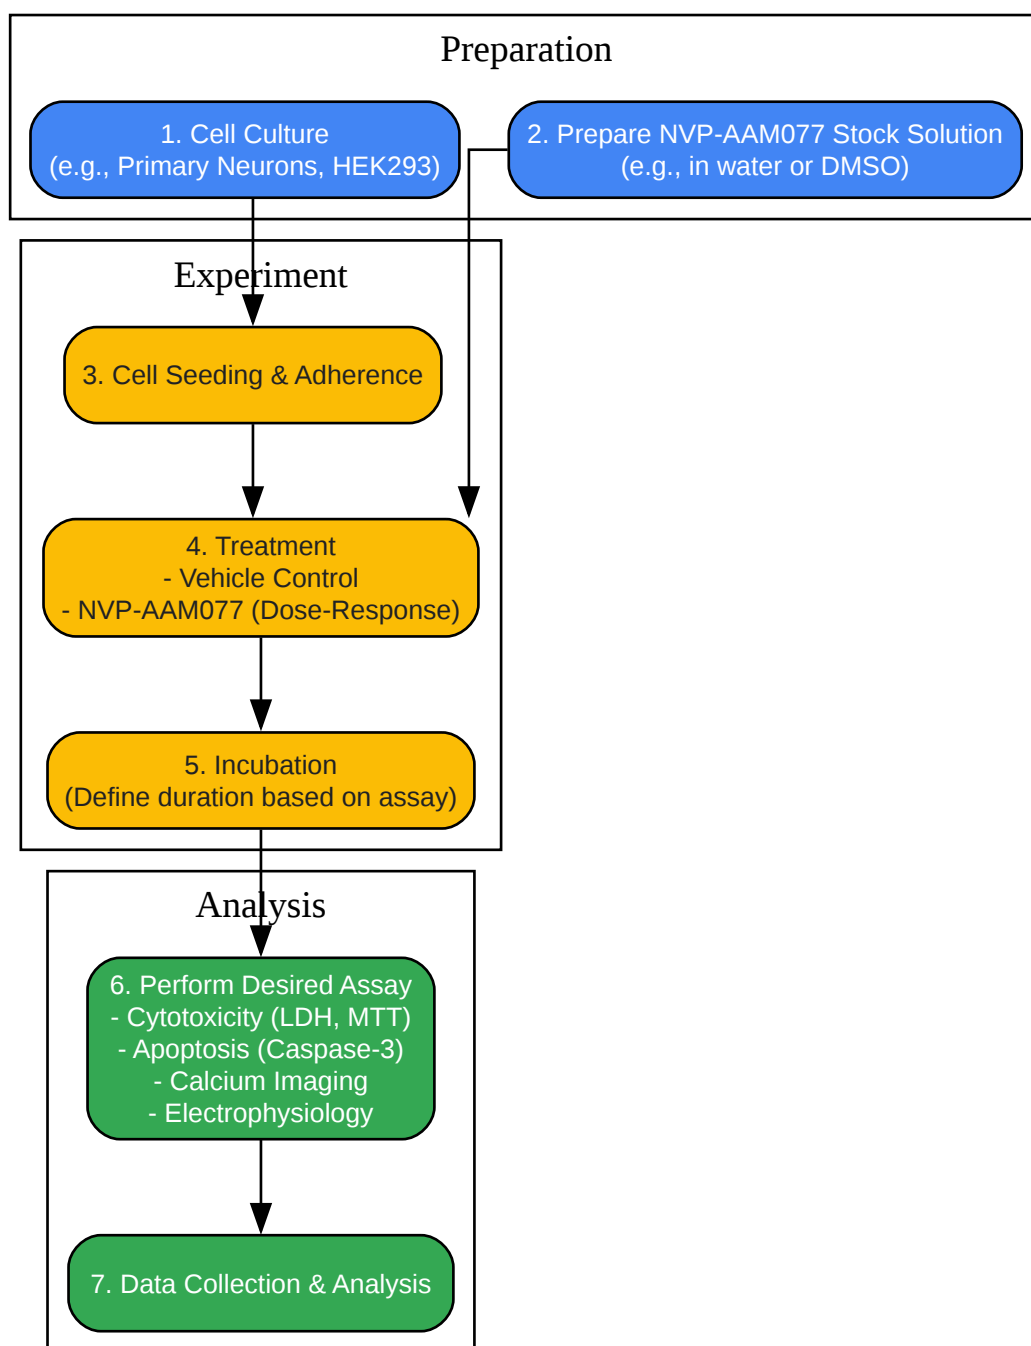 Preparation
1. Cell Culture
(e.g., Primary Neurons, HEK293)
2. Prepare NVP-AAM077 Stock Solution
(e.g., in water or DMSO)
Experiment
3. Cell Seeding & Adherence
4. Treatment
- Vehicle Control
- NVP-AAM077 (Dose-Response)
5. Incubation
(Define duration based on assay)
Analysis
6. Perform Desired Assay
- Cytotoxicity (LDH, MTT)
- Apoptosis (Caspase-3)
- Calcium Imaging
- Electrophysiology
7. Data Collection & Analysis